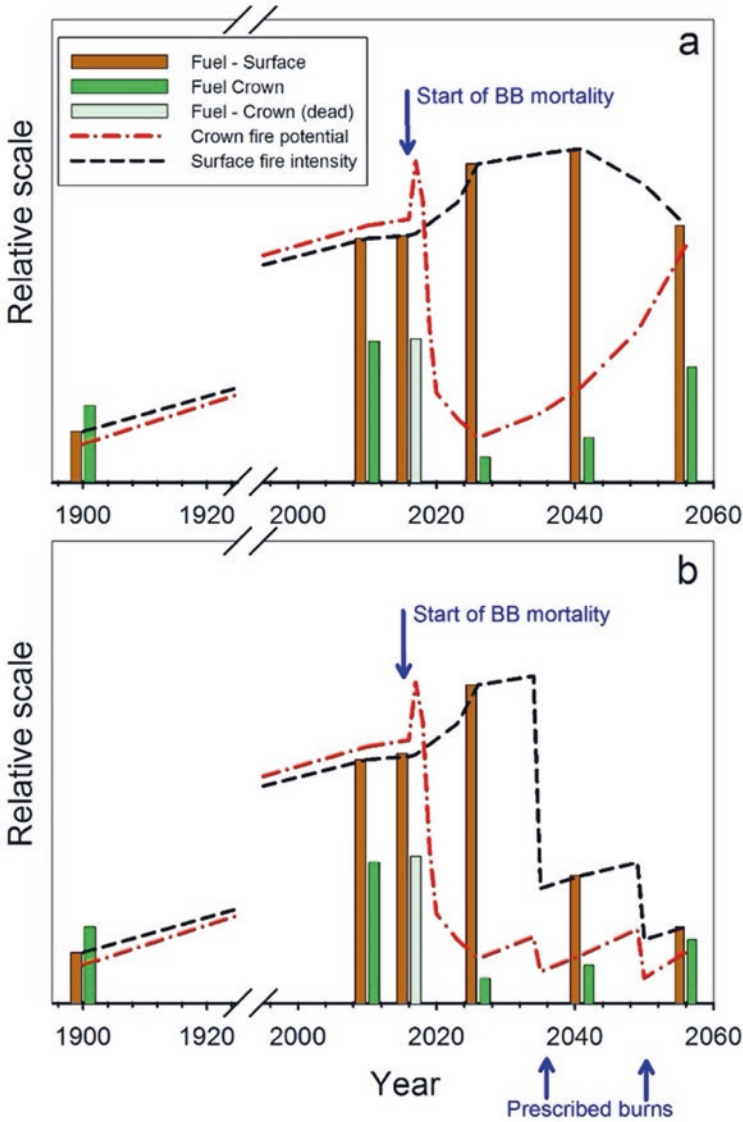 a
Fuel - Surface
Fuel Crown
Fuel - Crown (dead)
Crown fire potential
Surface fire intensity
Start of BB mortality
Relative scale
1900 1920 2000 2020 2040 2060
b
Start of BB mortality
Relative scale
1900 1920 2000 2020 2040 2060
Year
Prescribed burns